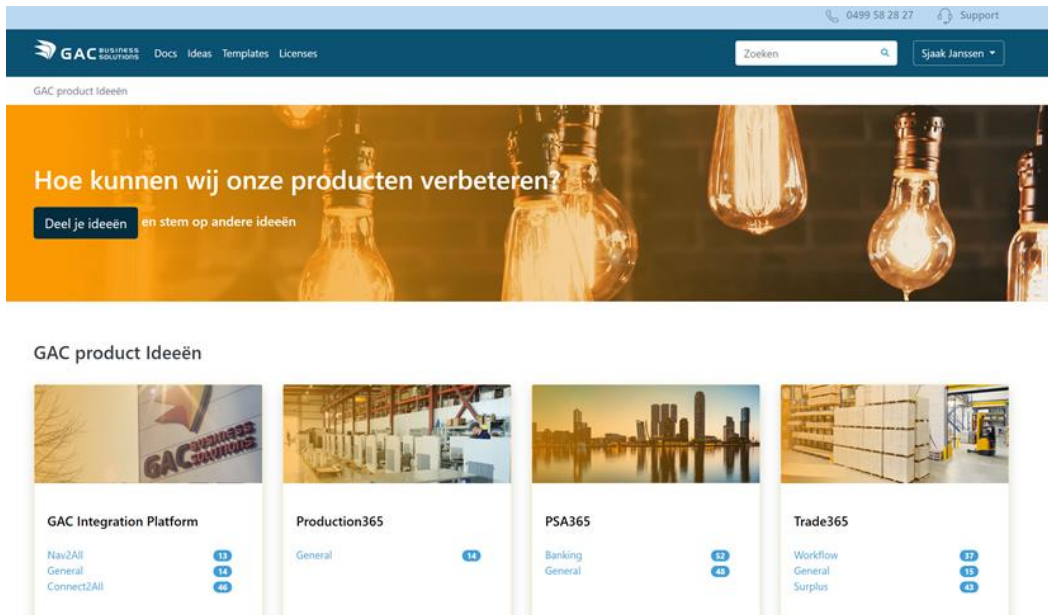 0499 58 28 27 Support
GAC BUSINESS SOLUTIONS Docs Ideas Templates Licenses Zoeken Sjaak Janssen
GAC product Ideeën
Hoe kunnen wij onze producten verbeteren?
Deel je ideeën en stem op andere ideeën
GAC product Ideeën
GAC BUSINESS SOLUTIONS
GAC Integration Platform
Nav2All 13
General 14
Connect2All 46
Production365
General 14
PSA365
Banking 52
General 48
Trade365
Workflow 37
General 15
Surplus 43